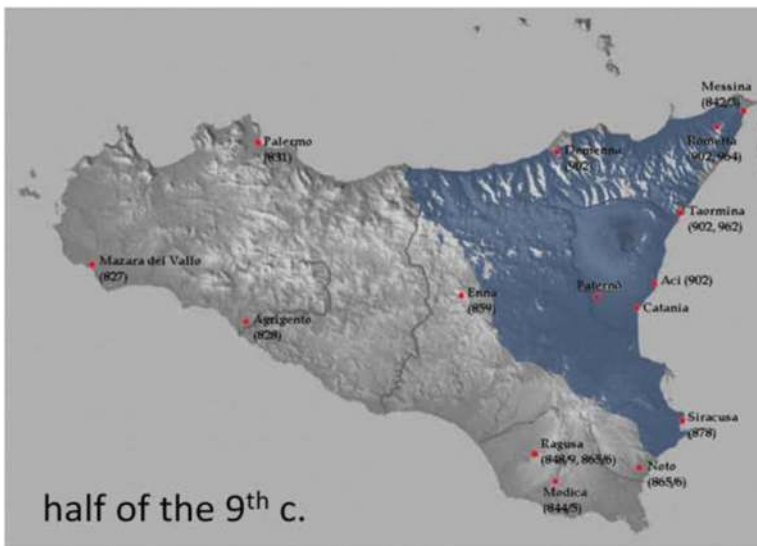 Messina
(842/3)
Rometta
(902, 964)
Palermo
(831)
Demenna
(902)
Taormina
(902, 962)
Mazara del Vallo
(827)
Aci (902)
Paternò
Enna
(859)
Catania
Agrigento
(828)
Siracusa
(878)
Ragusa
(848/9, 865/6)
Noto
(865/6)
Modica
(844/5)
half of the 9th c.